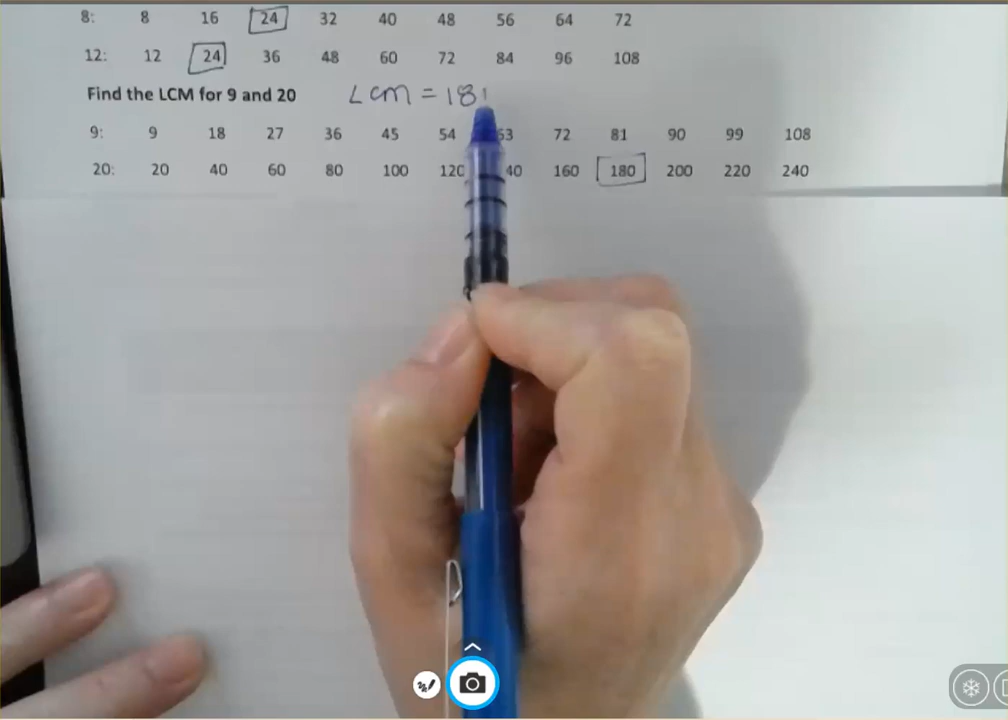 8: 8 16 24 32 40 48 56 64 72
12: 12 24 36 48 60 72 84 96 108
Find the LCM for 9 and 20 LCM = 18
9: 9 18 27 36 45 54 63 72 81 90 99 108
20: 20 40 60 80 100 120 40 160 180 200 220 240